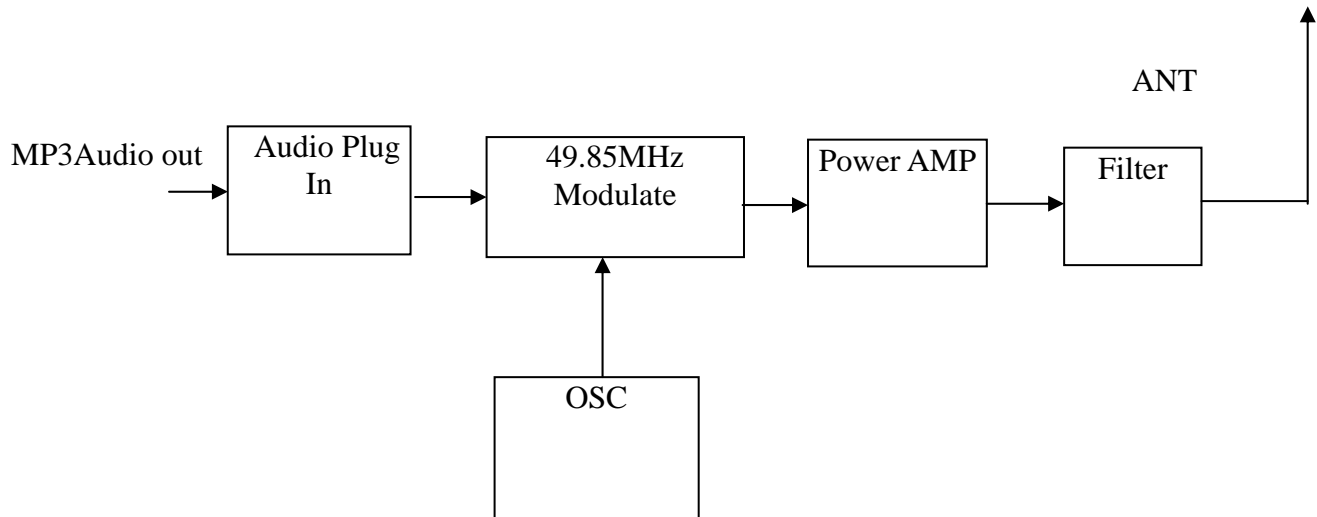 ANT
MP3Audio out
Audio Plug
In
49.85MHz
Modulate
Power AMP
Filter
OSC